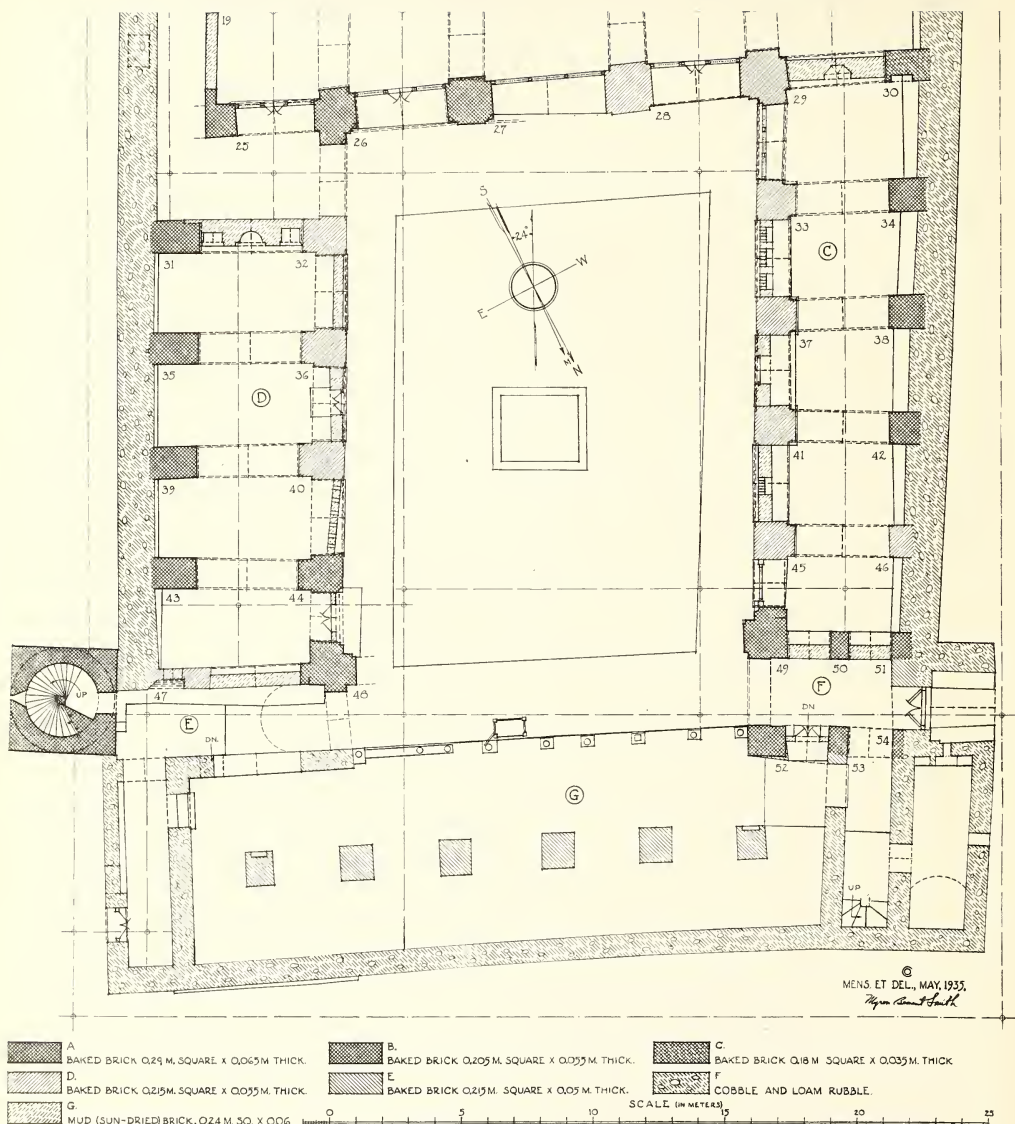 19
25
26
27
28
29
30
S
24°
W
E
M
N
31
32
33
34
C
35
36
37
38
D
39
40
41
42
43
44
45
46
47
48
49
50
51
UP
E
F
DN.
DN
54
52
53
G
UP
©
MENS. ET DEL., MAY, 1935.
Myron Bement Smith
A
BAKED BRICK 0.29 M. SQUARE X 0.065 M THICK.
B.
BAKED BRICK 0.205 M. SQUARE X 0.055 M. THICK.
C.
BAKED BRICK 0.18 M SQUARE X 0.035 M. THICK
D.
BAKED BRICK 0.215 M. SQUARE X 0.055 M. THICK.
E
BAKED BRICK 0.215 M. SQUARE X 0.05 M. THICK.
F
COBBLE AND LOAM RUBBLE.
G.
MUD (SUN-DRIED) BRICK, 0.24 M. SQ. X 0.06
SCALE (IN METERS)
0 5 10 15 20 25